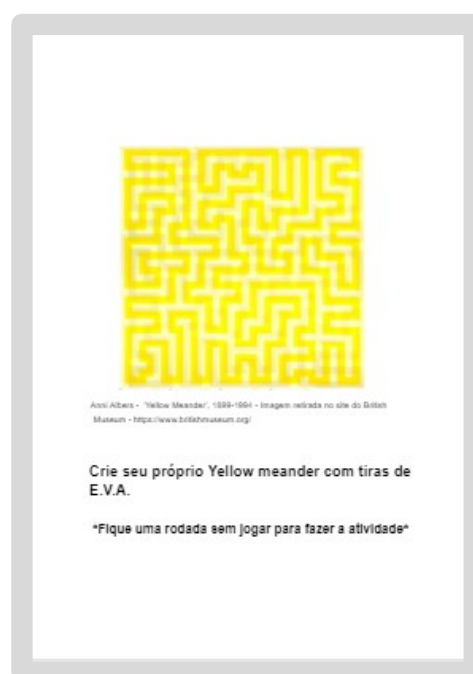 Anni Albers - 'Yellow Meander', 1899-1994 - Imagem retirada no site do British
Museum - https://www.britishmuseum.org/
Crie seu próprio Yellow meander com tiras de
E.V.A.
*Fique uma rodada sem jogar para fazer a atividade*